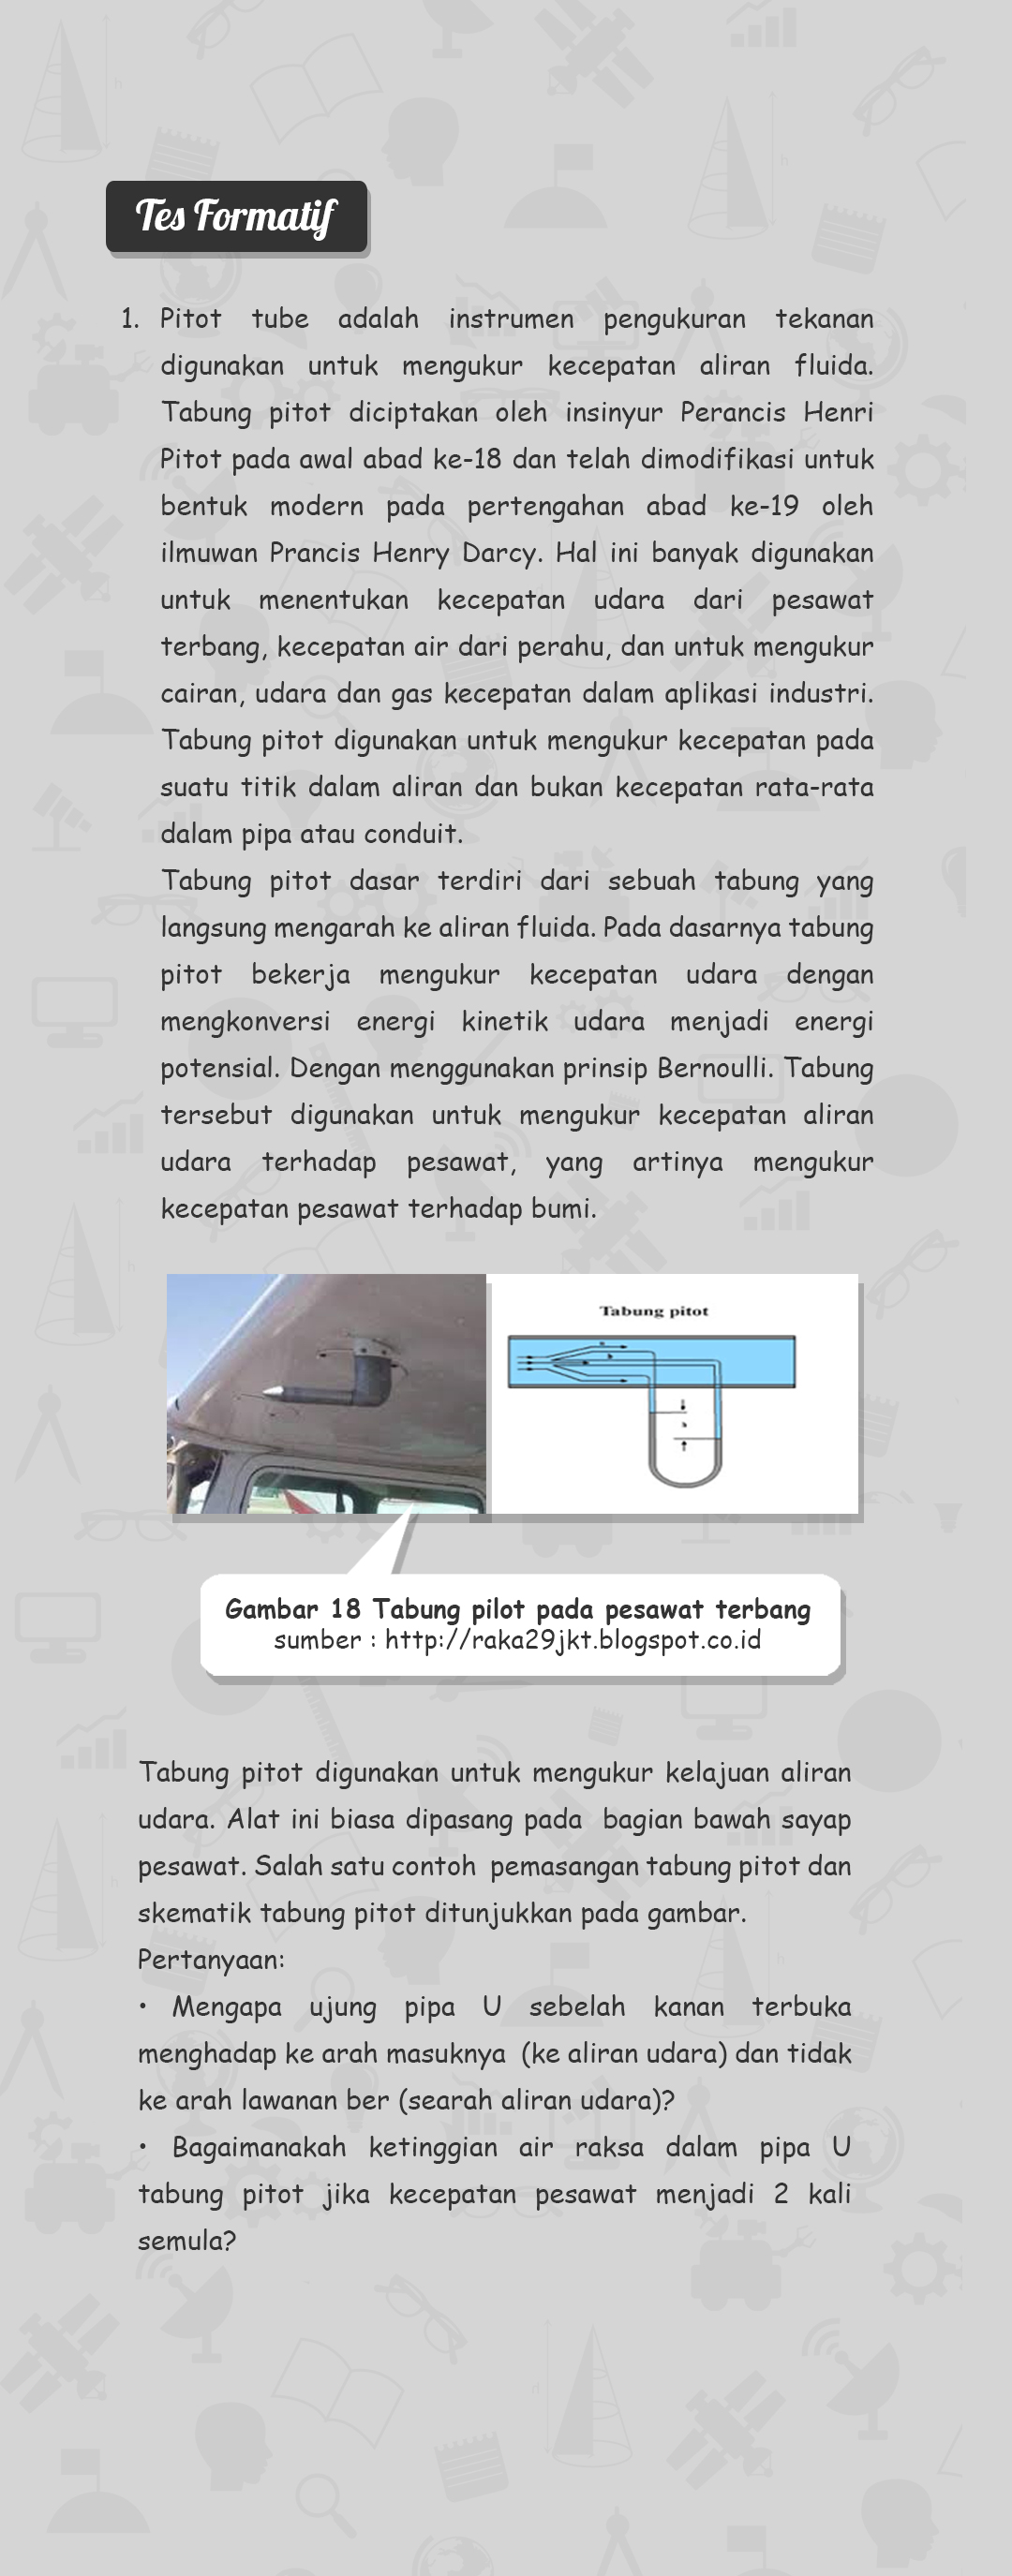 Tes Formatif
1. Pitot tube adalah instrumen pengukuran tekanan
digunakan untuk mengukur kecepatan aliran fluida.
Tabung pitot diciptakan oleh insinyur Perancis Henri
Pitot pada awal abad ke-18 dan telah dimodifikasi untuk
bentuk modern pada pertengahan abad ke-19 oleh
ilmuwan Prancis Henry Darcy. Hal ini banyak digunakan
untuk menentukan kecepatan udara dari pesawat
terbang, kecepatan air dari perahu, dan untuk mengukur
cairan, udara dan gas kecepatan dalam aplikasi industri.
Tabung pitot digunakan untuk mengukur kecepatan pada
suatu titik dalam aliran dan bukan kecepatan rata-rata
dalam pipa atau conduit.
Tabung pitot dasar terdiri dari sebuah tabung yang
langsung mengarah ke aliran fluida. Pada dasarnya tabung
pitot bekerja mengukur kecepatan udara dengan
mengkonversi energi kinetik udara menjadi energi
potensial. Dengan menggunakan prinsip Bernoulli. Tabung
tersebut digunakan untuk mengukur kecepatan aliran
udara terhadap pesawat, yang artinya mengukur
kecepatan pesawat terhadap bumi.
Tabung pitot
Gambar 18 Tabung pilot pada pesawat terbang
sumber : http://raka29jkt.blogspot.co.id
Tabung pitot digunakan untuk mengukur kelajuan aliran
udara. Alat ini biasa dipasang pada bagian bawah sayap
pesawat. Salah satu contoh pemasangan tabung pitot dan
skematik tabung pitot ditunjukkan pada gambar.
Pertanyaan:
• Mengapa ujung pipa U sebelah kanan terbuka
menghadap ke arah masuknya (ke aliran udara) dan tidak
ke arah lawanan ber (searah aliran udara)?
• Bagaimanakah ketinggian air raksa dalam pipa U
tabung pitot jika kecepatan pesawat menjadi 2 kali
semula?